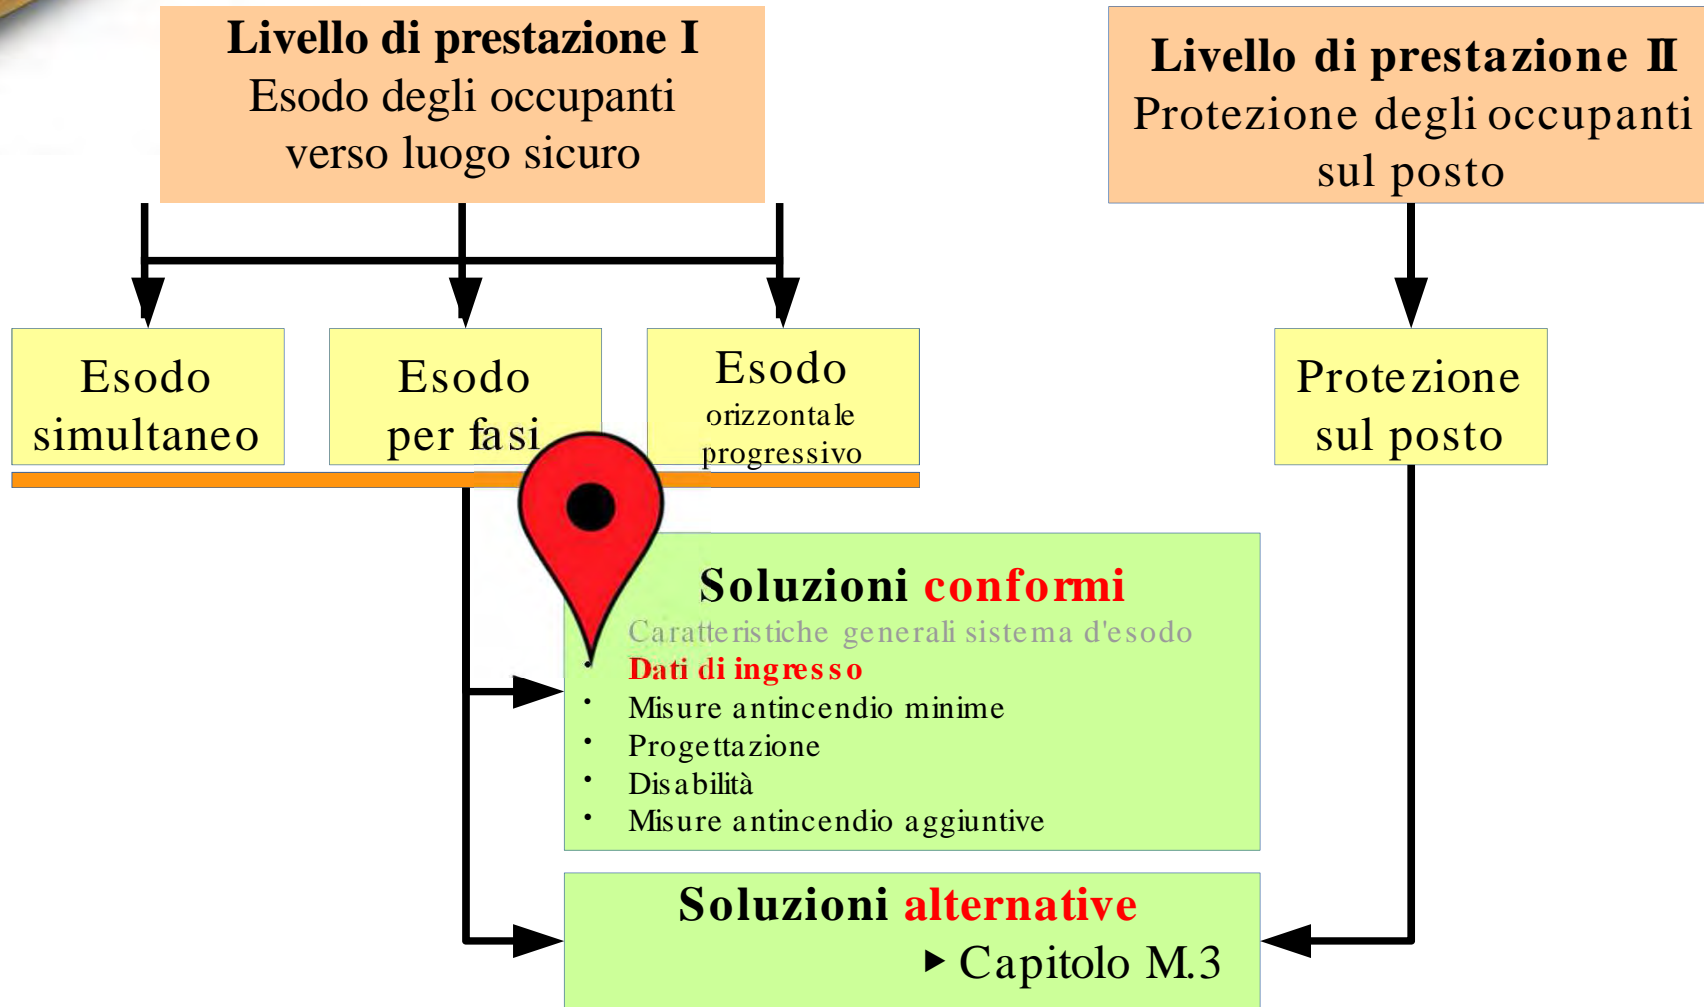 Livello di prestazione I
Esodo degli occupanti
verso luogo sicuro
Livello di prestazione II
Protezione degli occupanti
sul posto
Esodo
simultaneo
Esodo
per fasi
Esodo
orizzontale
progressivo
Protezione
sul posto
Soluzioni conformi
Caratteristiche generali sistema d'esodo
• Dati di ingresso
• Misure antincendio minime
• Progettazione
• Disabilità
• Misure antincendio aggiuntive
Soluzioni alternative
▶ Capitolo M.3